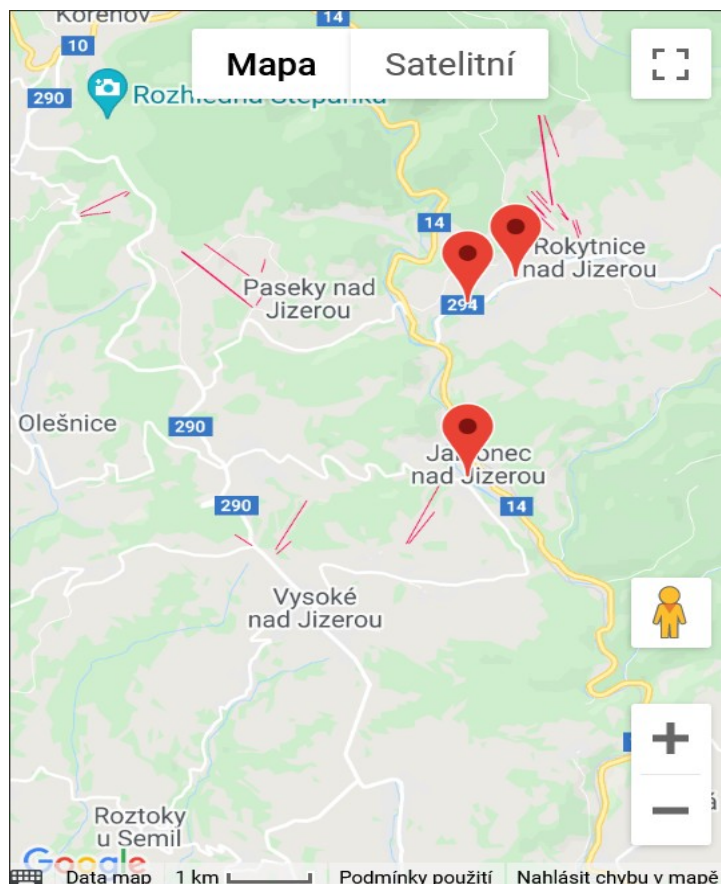 Kořenov
14
10
Mapa
Satelitní
290
Rozhledna Štěpánka
14
Rokytnice
nad Jizerou
Paseky nad
Jizerou
294
Olešnice
290
Jablonec
nad Jizerou
290
14
Vysoké
nad Jizerou
Roztoky
u Semil
Google
Data map
1 km
Podmínky použití
Nahlásit chybu v mapě